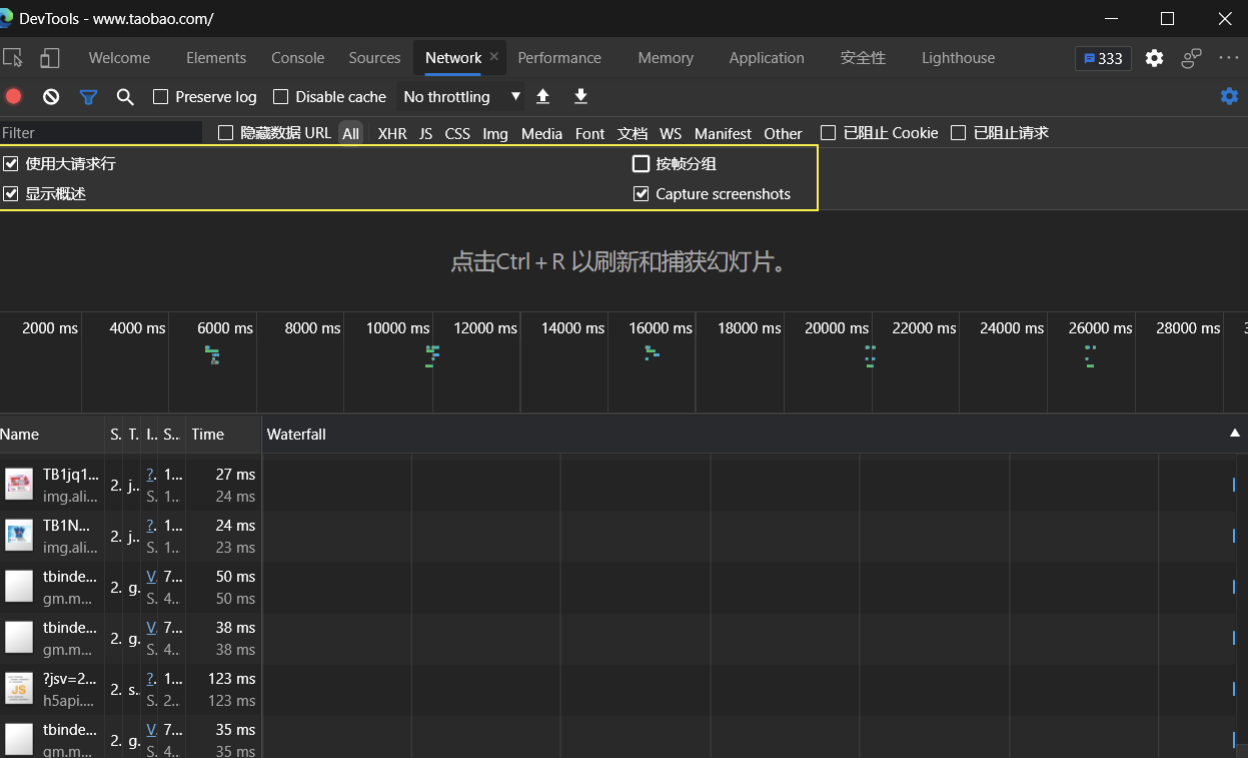 DevTools - www.taobao.com/
Welcome Elements Console Sources Network Performance Memory Application 安全性 Lighthouse 333
Preserve log Disable cache No throttling
Filter 隐藏数据 URL All XHR JS CSS Img Media Font 文档 WS Manifest Other 已阻止 Cookie 已阻止请求
使用大请求行 按帧分组
显示概述 Capture screenshots
点击Ctrl + R 以刷新和捕获幻灯片。
2000 ms 4000 ms 6000 ms 8000 ms 10000 ms 12000 ms 14000 ms 16000 ms 18000 ms 20000 ms 22000 ms 24000 ms 26000 ms 28000 ms
Name S. T. I.. S... Time Waterfall
TB1jq1... 2. j.. ?. 1... 27 ms
img.ali... S. 1... 24 ms
TB1N... 2. j.. ?. 1... 24 ms
img.ali... S. 1... 23 ms
tbinde... 2. g. V 7... 50 ms
gm.m... S. 4... 50 ms
tbinde... 2. g. V 7... 38 ms
gm.m... S. 4... 38 ms
?jsv=2... 2. s.. ?. 1... 123 ms
JS
h5api.... S. 2... 123 ms
tbinde... 2. g. V 7... 35 ms
gm.m... S. 4... 35 ms